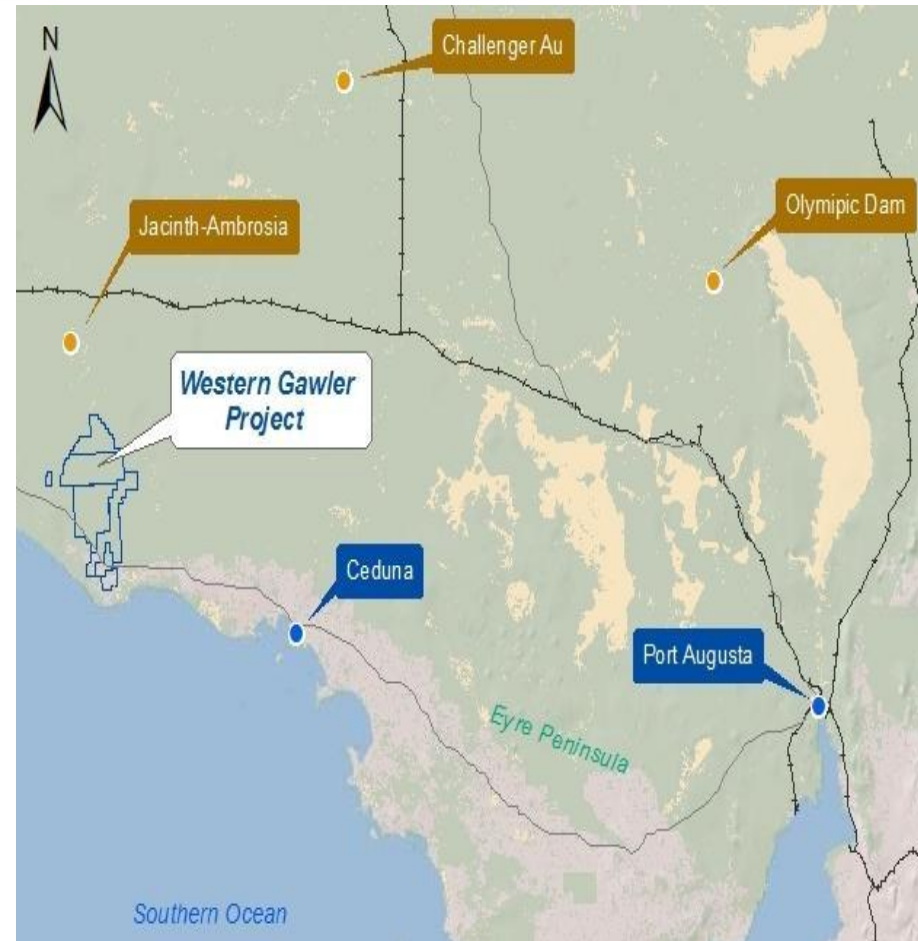 N
Challenger Au
Olymipic Dam
Jacinth-Ambrosia
Western Gawler
Project
Ceduna
Port Augusta
Eyre Peninsula
Southern Ocean